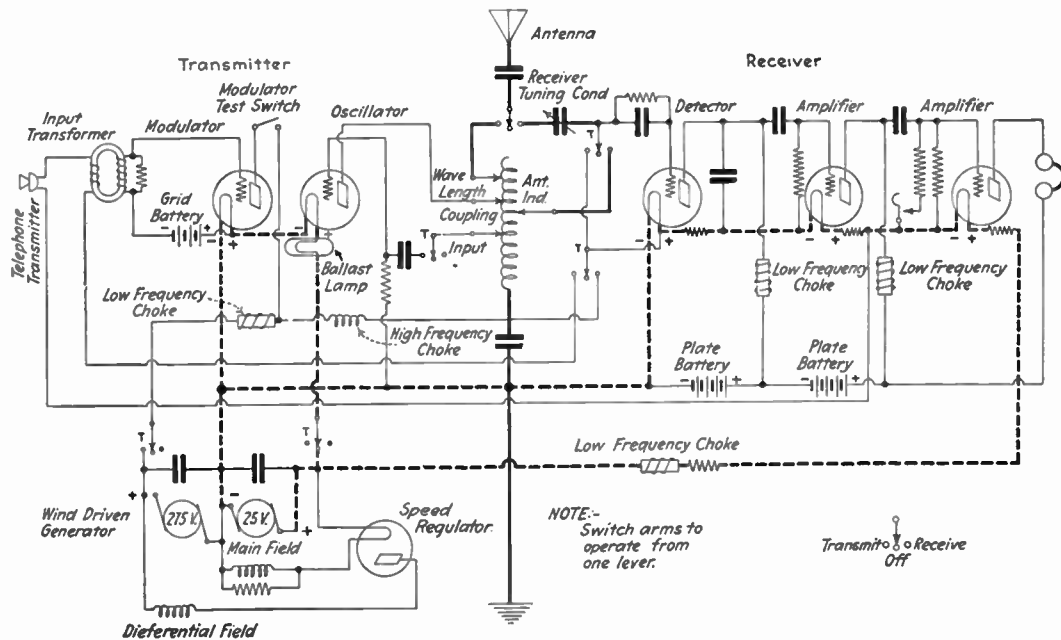 Antenna
Transmitter
Receiver
Modulator
Test Switch
Receiver
Tuning Cond
Input
Transformer
Modulator
Oscillator
Detector
Amplifier
Amplifier
T
Wave
Length
Ant.
Ind.
Coupling
Grid
Battery
- +
-
+
-
+
T
Input
T
- +
-
+
-
+
Telephone
Transmitter
Ballast
Lamp
Low Frequency
Choke
High Frequency
Choke
Low Frequency
Choke
Low Frequency
Choke
Plate
Battery
- +
Plate
Battery
- +
T
T
Low Frequency Choke
+
275 V.
-
25 V.
+
Wind Driven
Generator
Main Field
Speed
Regulator
NOTE:-
Switch arms to
operate from
one lever.
Transmit Receive
Off
Dieferential Field